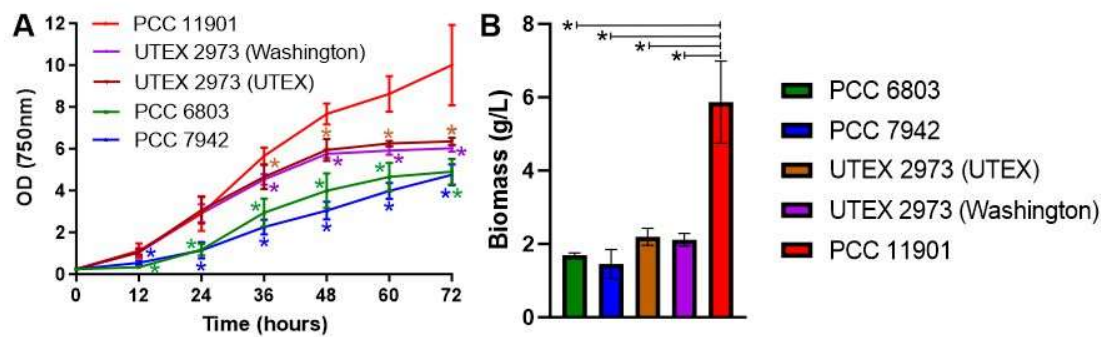 A
PCC 11901
UTEX 2973 (Washington)
UTEX 2973 (UTEX)
PCC 6803
PCC 7942
OD (750nm)
12
10
8
6
4
2
0
0 12 24 36 48 60 72
Time (hours)
* * * * * * * * * * * * * * * * * * *
B
Biomass (g/L)
8
6
4
2
0
*
*
*
*
PCC 6803
PCC 7942
UTEX 2973 (UTEX)
UTEX 2973 (Washington)
PCC 11901